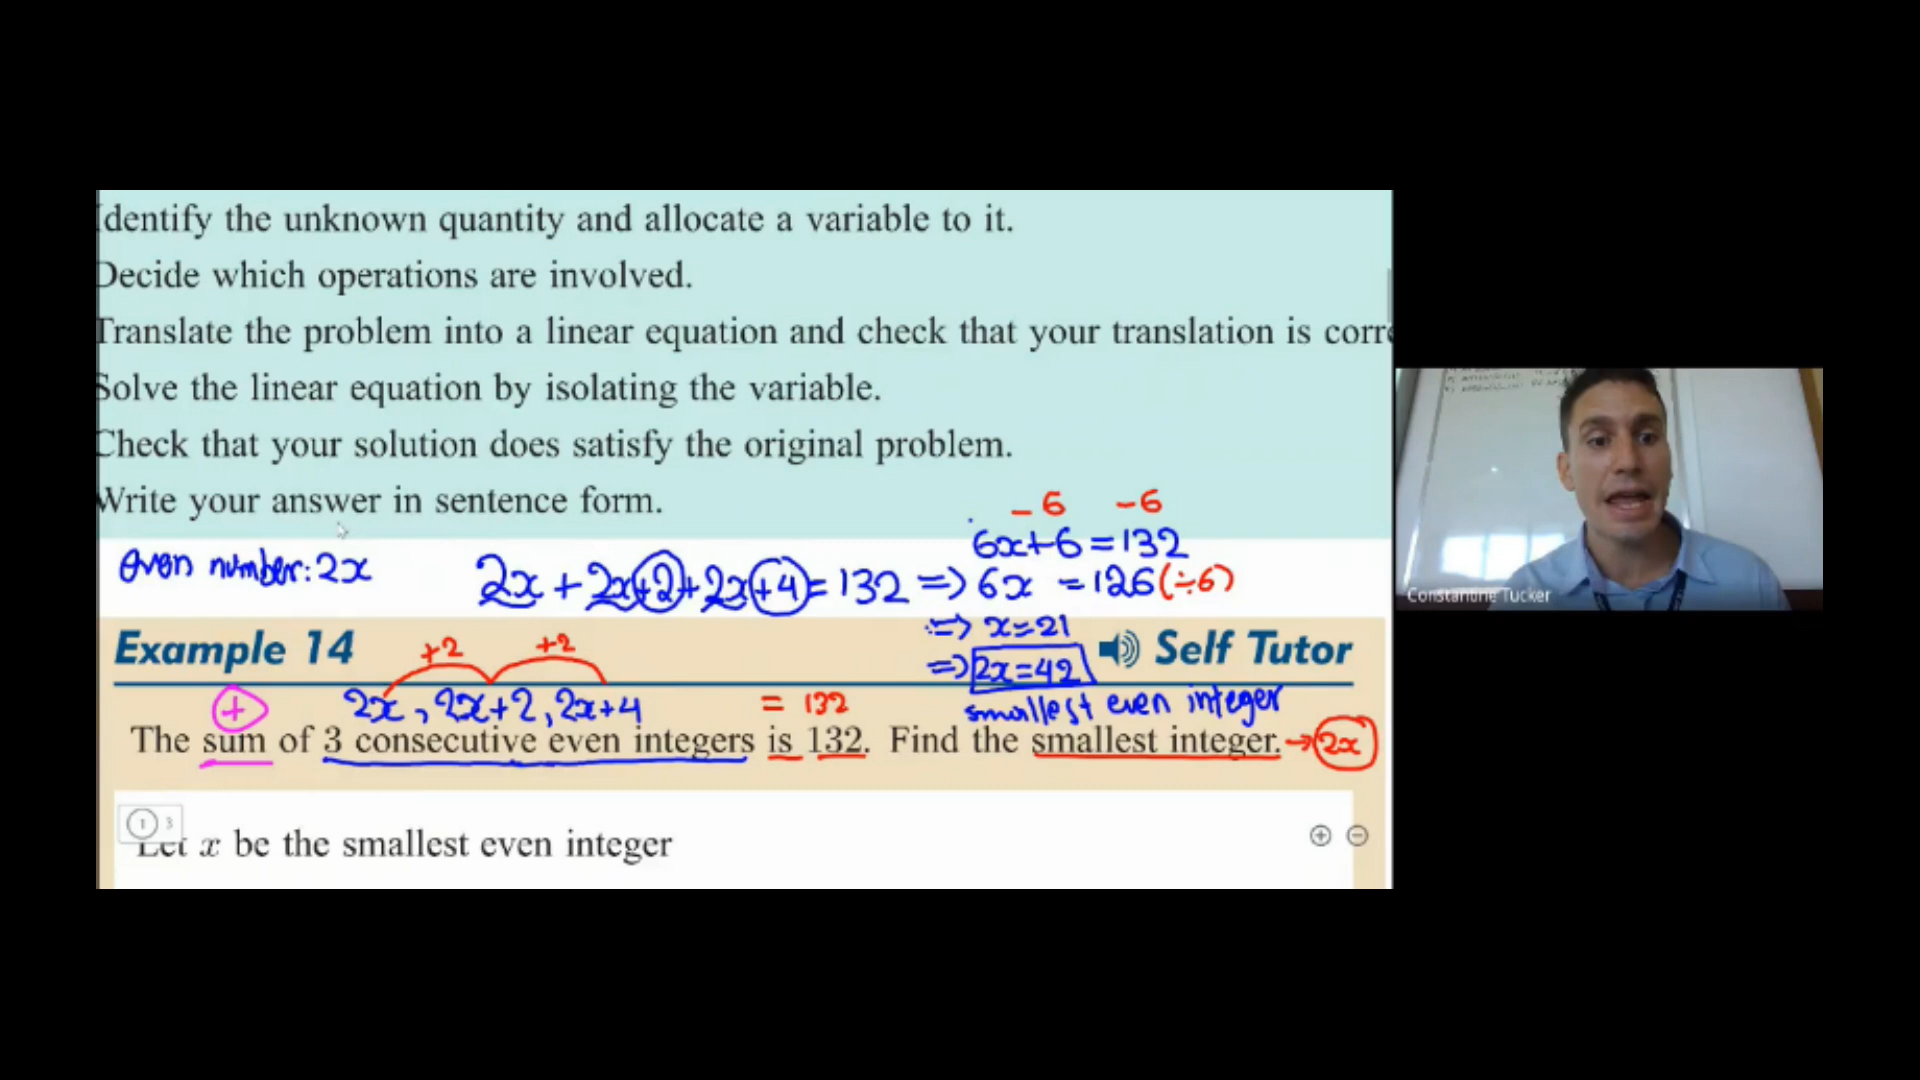 Identify the unknown quantity and allocate a variable to it.
Decide which operations are involved.
Translate the problem into a linear equation and check that your translation is corre
Solve the linear equation by isolating the variable.
Check that your solution does satisfy the original problem.
Write your answer in sentence form.
-6 -6
6x+6=132
even number: 2x
2x+2x+2+2x+4=132 => 6x =126(÷6)
=> x=21
=> 2x=42
smallest even integer
Example 14
Self Tutor
+2 +2
+ 2x, 2x+2, 2x+4 = 132
The sum of 3 consecutive even integers is 132. Find the smallest integer. → 2x
1 3
Let x be the smallest even integer
Constantine Tucker